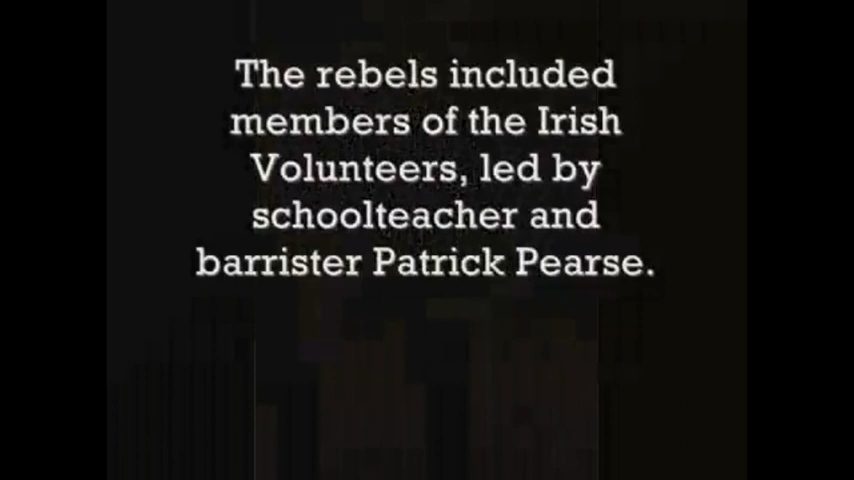 The rebels included
members of the Irish
Volunteers, led by
schoolteacher and
barrister Patrick Pearse.